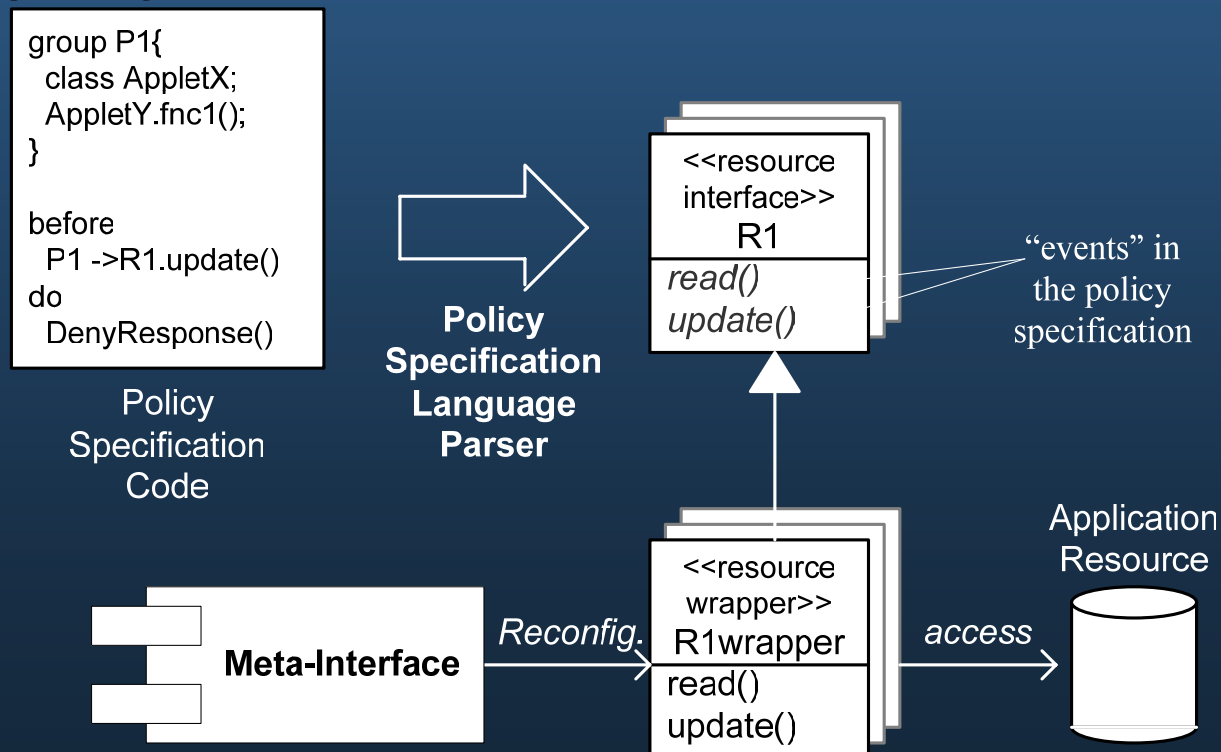 group P1{
class AppletX;
AppletY.fnc1();
}
before
P1 ->R1.update()
do
DenyResponse()
Policy
Specification
Code
Policy
Specification
Language
Parser
<<resource
interface>>
R1
read()
update()
“events” in
the policy
specification
Meta-Interface
Reconfig.
<<resource
wrapper>>
R1wrapper
read()
update()
access
Application
Resource